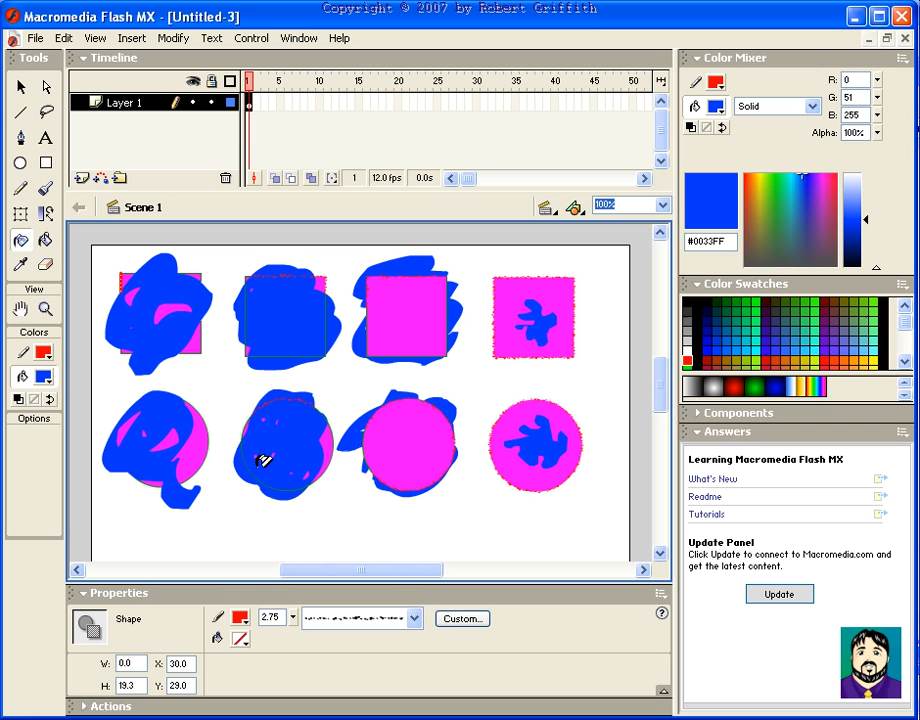 Copyright © 2007 by Robert Griffith
Macromedia Flash MX - [Untitled-3]
File Edit View Insert Modify Text Control Window Help
Tools
Timeline
Color Mixer
1 5 10 15 20 25 30 35 40 45 50
Layer 1
Solid
R: 0
G: 51
B: 255
Alpha: 100%
1 12.0 fps 0.0s
Scene 1
100%
#0033FF
View
Color Swatches
Colors
Options
Components
Answers
Learning Macromedia Flash MX
What's New
Readme
Tutorials
Update Panel
Click Update to connect to Macromedia.com and
get the latest content.
Update
Properties
Shape
2.75
Custom...
W: 0.0 X: 30.0
H: 19.3 Y: 29.0
Actions